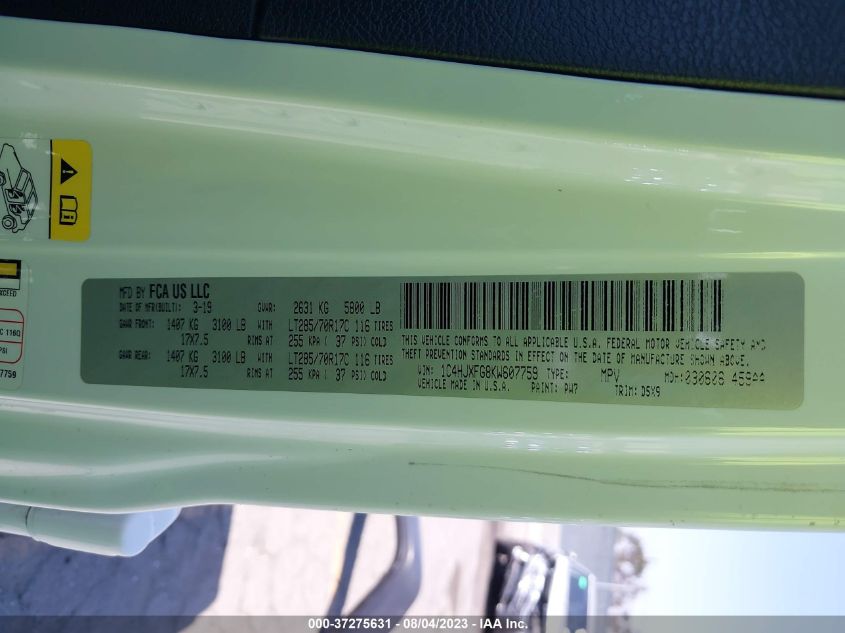 MFD BY FCA US LLC
DATE OF MFR(BUILT): 3-19 GVWR: 2631 KG 5800 LB
GAWR FRONT: 1407 KG 3100 LB WITH LT285/70R17C 116 TIRES
17X7.5 RIMS AT 255 KPA ( 37 PSI) COLD
GAWR REAR: 1407 KG 3100 LB WITH LT285/70R17C 116 TIRES
17X7.5 RIMS AT 255 KPA ( 37 PSI) COLD
THIS VEHICLE CONFORMS TO ALL APPLICABLE U.S.A. FEDERAL MOTOR VEHICLE SAFETY AND
THEFT PREVENTION STANDARDS IN EFFECT ON THE DATE OF MANUFACTURE SHOWN ABOVE.
VIN: 1C4HJXFG8KW607759 TYPE: MPV MDH:
VEHICLE MADE IN U.S.A. PAINT: PW7 TRIM: D5X9
C 116Q
PSI
7759
000-37275631 - 08/04/2023 - IAA Inc.